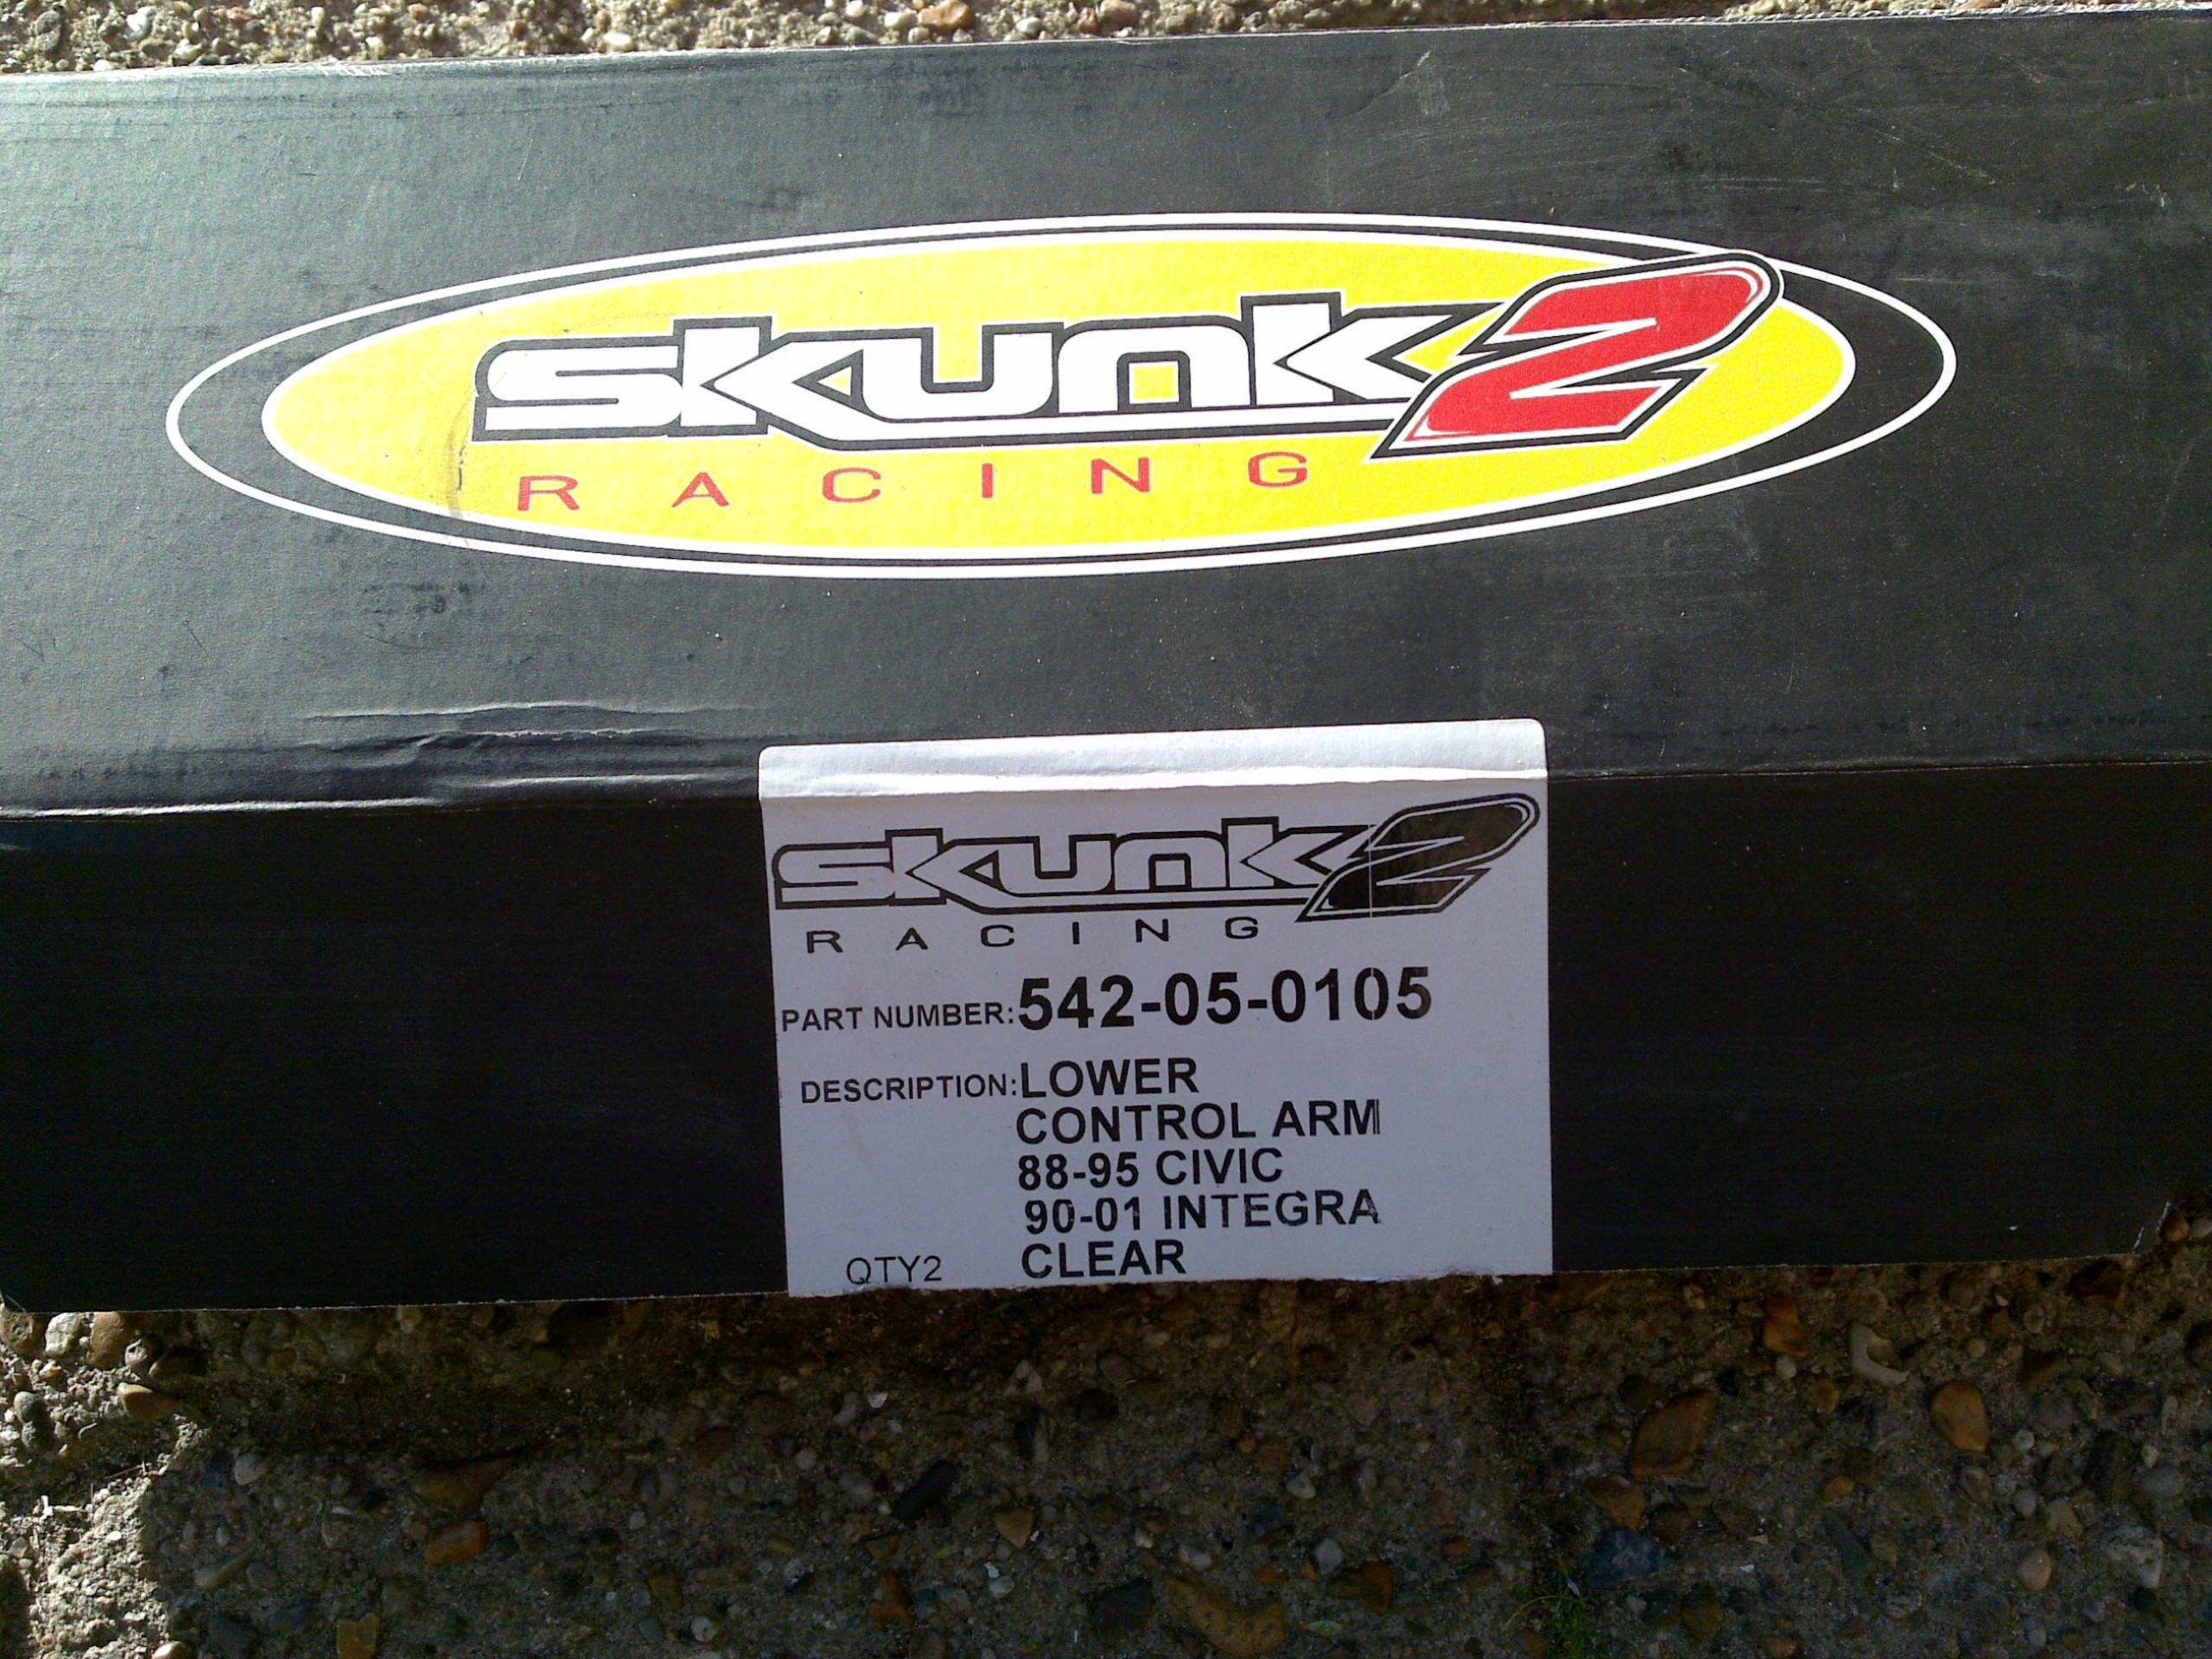 skunk2
RACING
skunk2
RACING
PART NUMBER:542-05-0105
DESCRIPTION:LOWER
CONTROL ARM
88-95 CIVIC
90-01 INTEGRA
QTY2 CLEAR